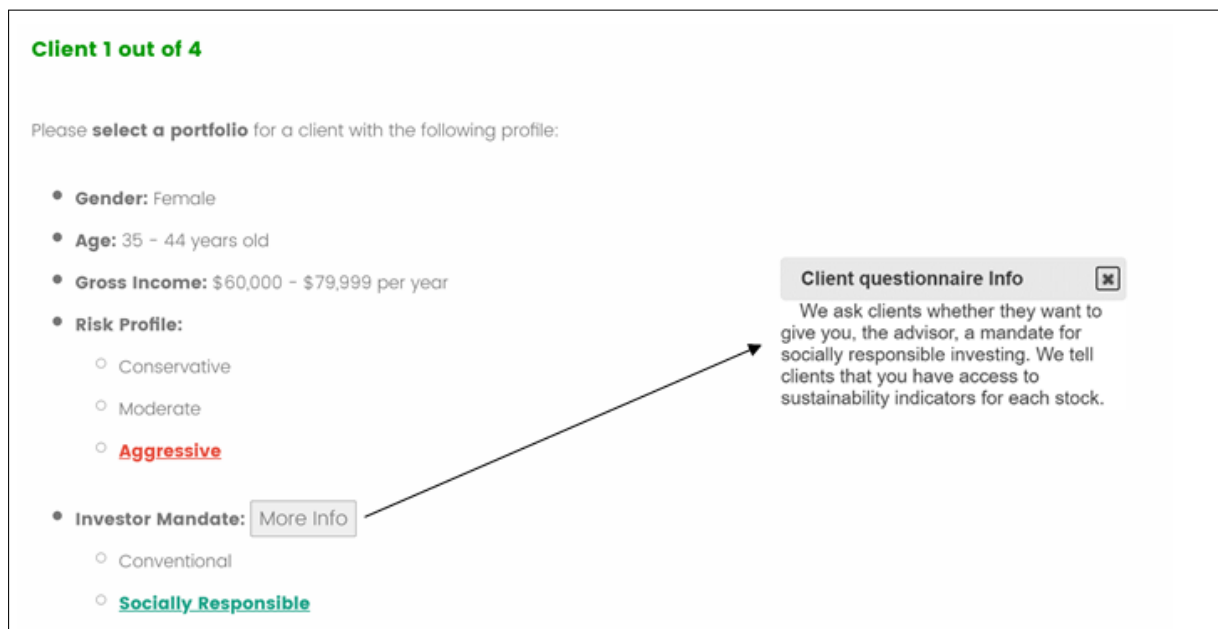 Client 1 out of 4
Please select a portfolio for a client with the following profile:
Gender: Female
Age: 35 - 44 years old
Gross Income: $60,000 - $79,999 per year
Risk Profile:
Conservative
Moderate
Aggressive
Investor Mandate: More Info
Conventional
Socially Responsible
Client questionnaire Info
We ask clients whether they want to
give you, the advisor, a mandate for
socially responsible investing. We tell
clients that you have access to
sustainability indicators for each stock.